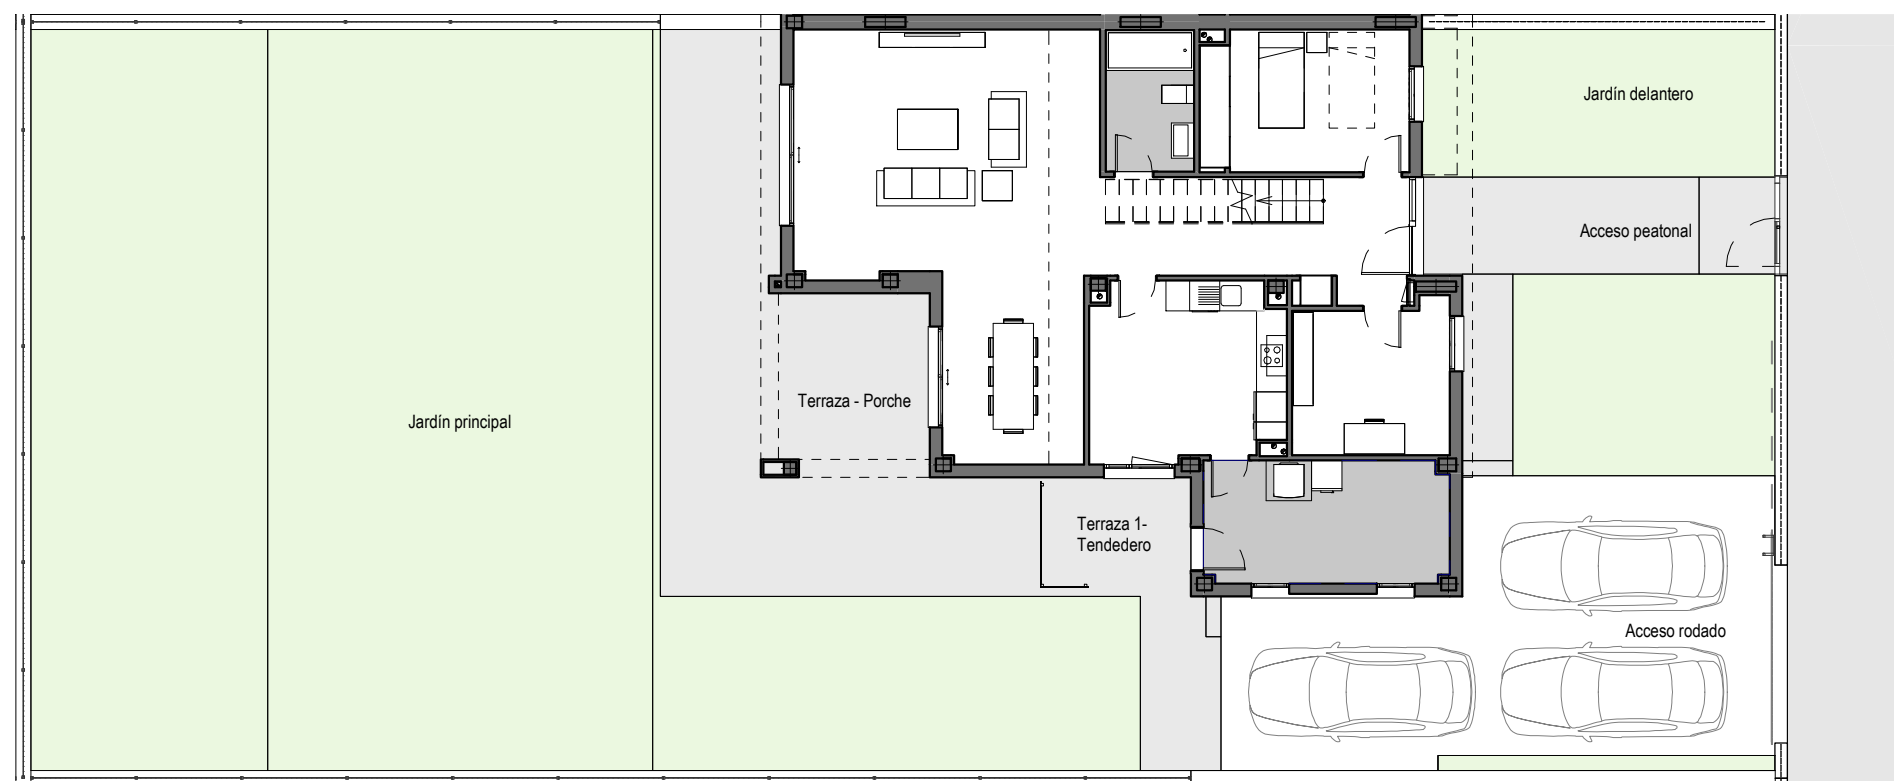 Jardín delantero
Acceso peatonal
Terraza - Porche
Jardín principal
Terraza 1-
Tendedero
Acceso rodado